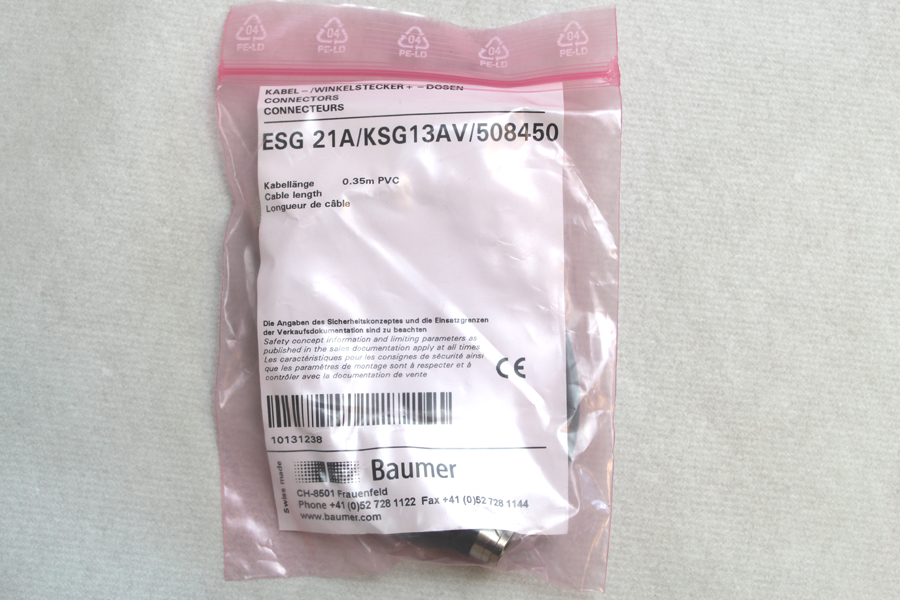 04 04 04 04 04
PE-LD PE-LD PE-LD PE-LD PE-LD
KABEL - /WINKELSTECKER + - DOSEN
CONNECTORS
CONNECTEURS
ESG 21A/KSG13AV/508450
Kabellänge 0.35m PVC
Cable length
Longueur de câble
Die Angaben des Sicherheitskonzeptes und die Einsatzgrenzen
der Verkaufsdokumentation sind zu beachten
Safety concept information and limiting parameters as
published in the sales documentation apply at all times
Les caractéristiques pour les consignes de sécurité ainsi
que les paramètres de montage sont à respecter et à
contrôler avec la documentation de vente
CE
10131238
Swiss made
Baumer
CH-8501 Frauenfeld
Phone +41 (0)52 728 1122 Fax +41 (0)52 728 1144
www.baumer.com